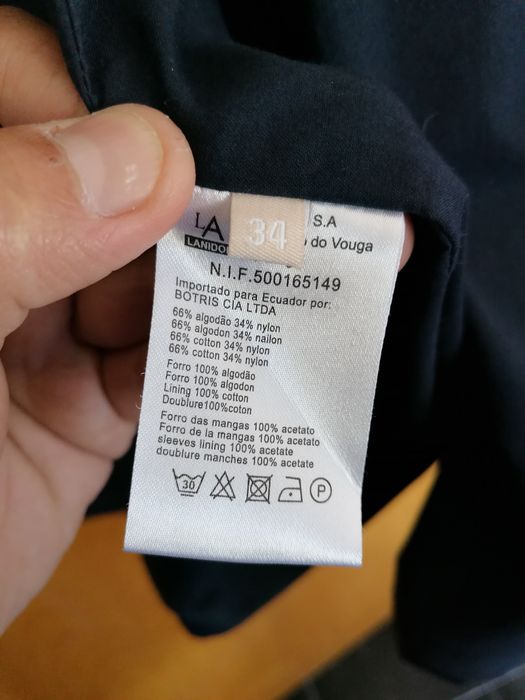 LA
LANIDO
34
S.A
do Vouga
N.I.F.500165149
Importado para Ecuador por:
BOTRIS CIA LTDA
66% algodão 34% nylon
66% algodon 34% nailon
66% cotton 34% nylon
66% cotton 34% nylon
Forro 100% algodão
Forro 100% algodon
Lining 100% cotton
Doublure100%coton
Forro das mangas 100% acetato
Forro de la mangas 100% acetato
sleeves lining 100% acetate
doublure manches 100% acetate
30
P